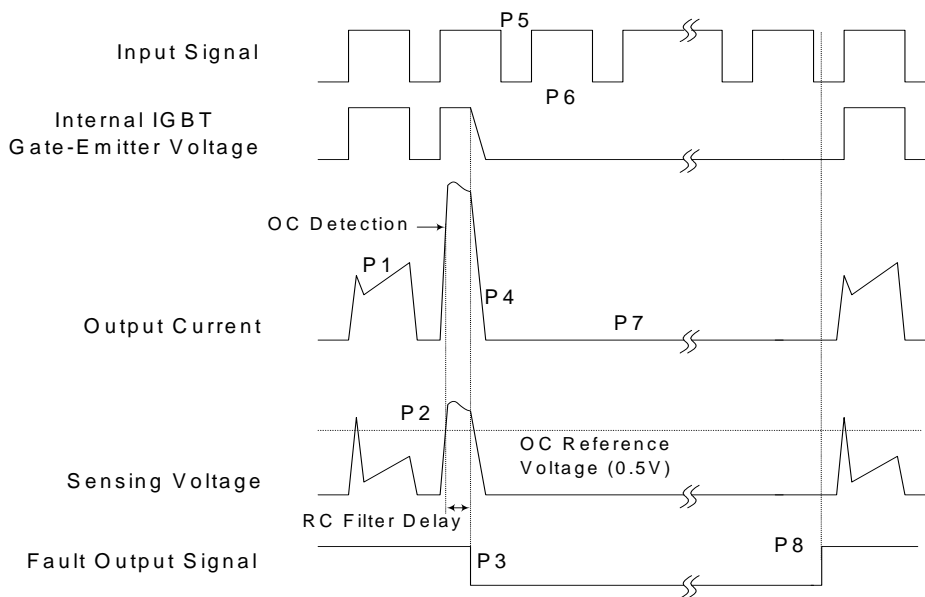 P5
Input Signal
P6
Internal IGBT
Gate-Emitter Voltage
OC Detection
P1
P4
Output Current
P7
P2
OC Reference
Voltage (0.5V)
Sensing Voltage
RC Filter Delay
Fault Output Signal
P3
P8